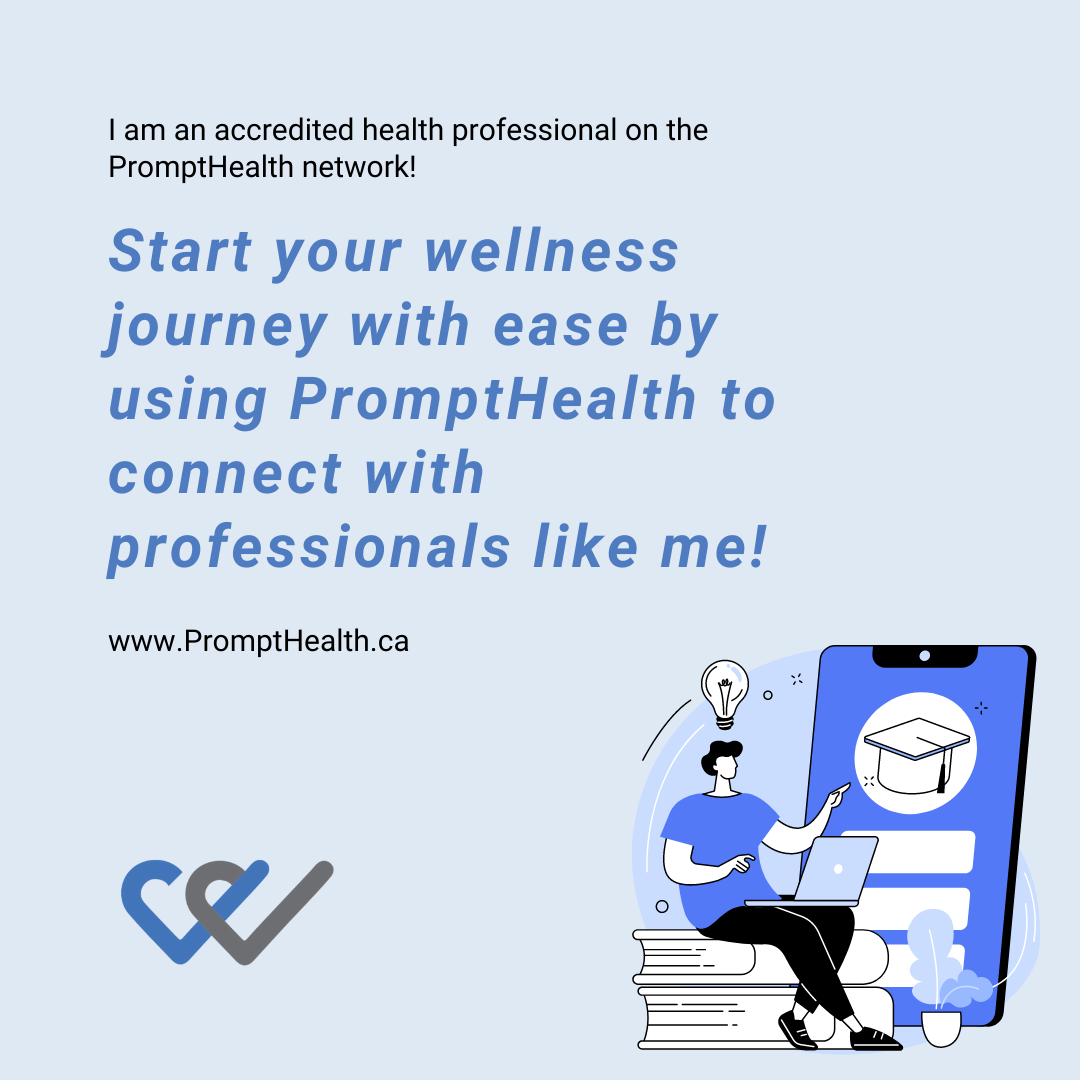 I am an accredited health professional on the
PromptHealth network!
Start your wellness
journey with ease by
using PromptHealth to
connect with
professionals like me!
www.PromptHealth.ca